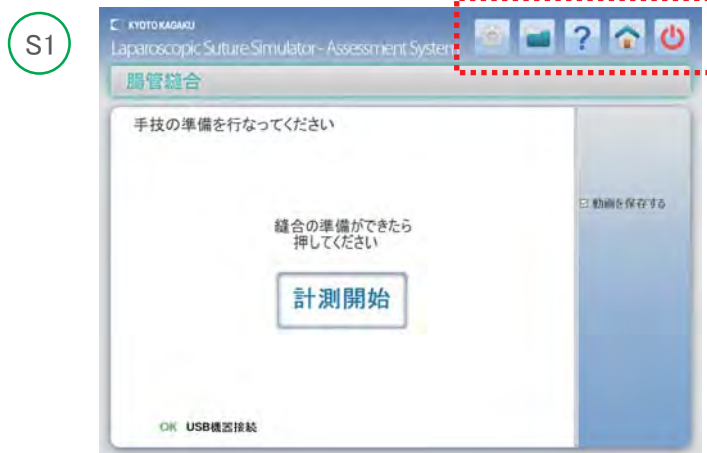 S1
KYOTO KAGAKU
Laparoscopic Suture Simulator - Assessment System
?
腸管縫合
手技の準備を行なってください
動画を保存する
縫合の準備ができたら
押してください
計測開始
OK USB機器接続